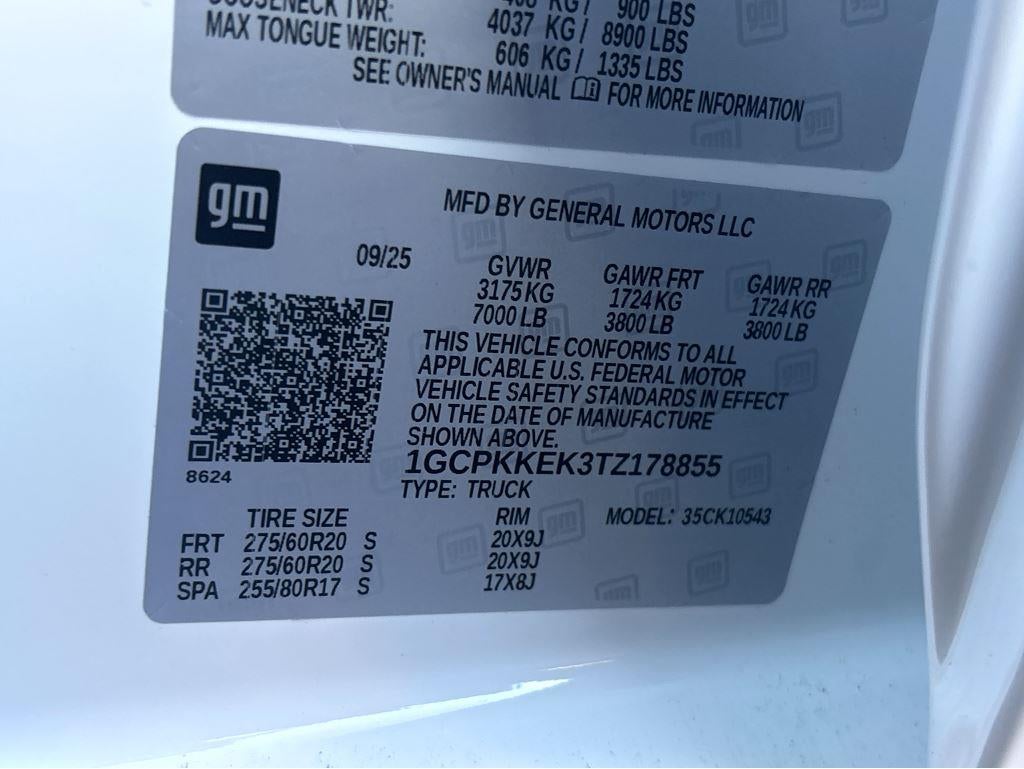 GOOSENECK TWR:
900 LBS
4037 KG / 8900 LBS
MAX TONGUE WEIGHT:
606 KG / 1335 LBS
SEE OWNER'S MANUAL FOR MORE INFORMATION
gm
MFD BY GENERAL MOTORS LLC
09/25
GVWR GAWR FRT GAWR RR
3175 KG 1724 KG 1724 KG
7000 LB 3800 LB 3800 LB
THIS VEHICLE CONFORMS TO ALL
APPLICABLE U.S. FEDERAL MOTOR
VEHICLE SAFETY STANDARDS IN EFFECT
ON THE DATE OF MANUFACTURE
SHOWN ABOVE.
8624
1GCPKKEK3TZ178855
TYPE: TRUCK
TIRE SIZE RIM MODEL: 35CK10543
FRT 275/60R20 S 20X9J
RR 275/60R20 S 20X9J
SPA 255/80R17 S 17X8J